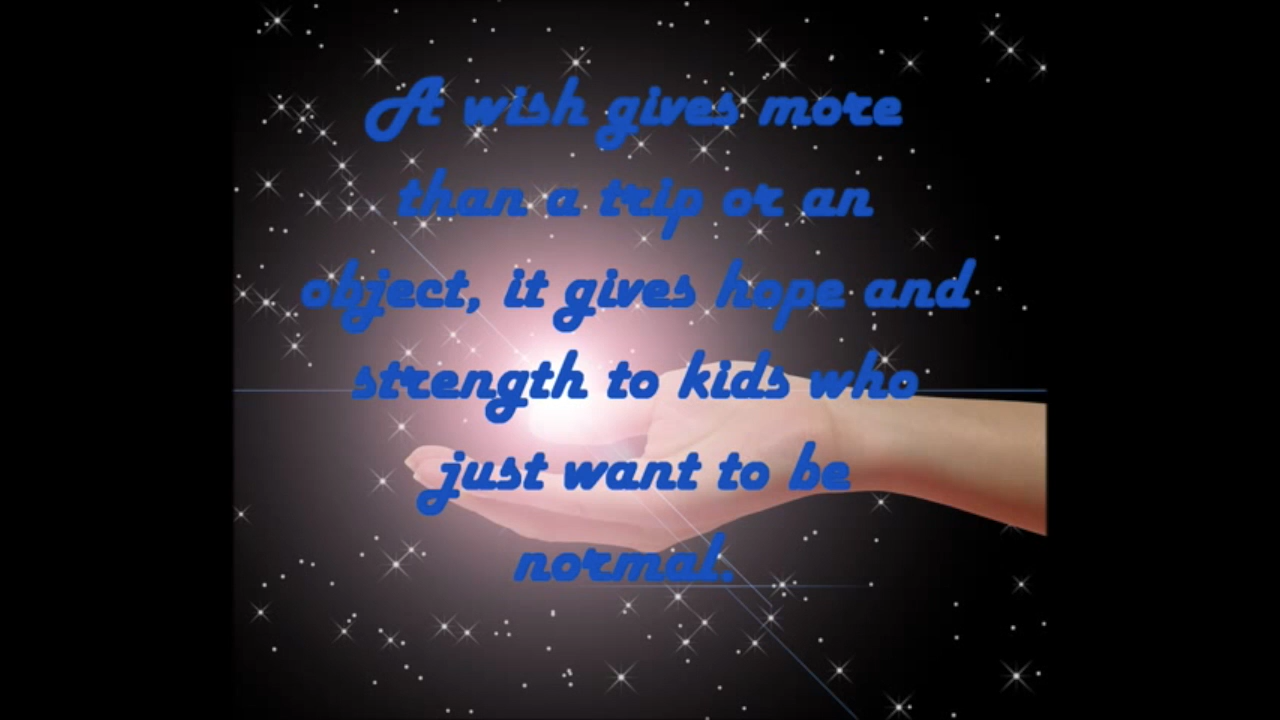 A wish gives more
than a trip or an
object, it gives hope and
strength to kids who
just want to be
normal.